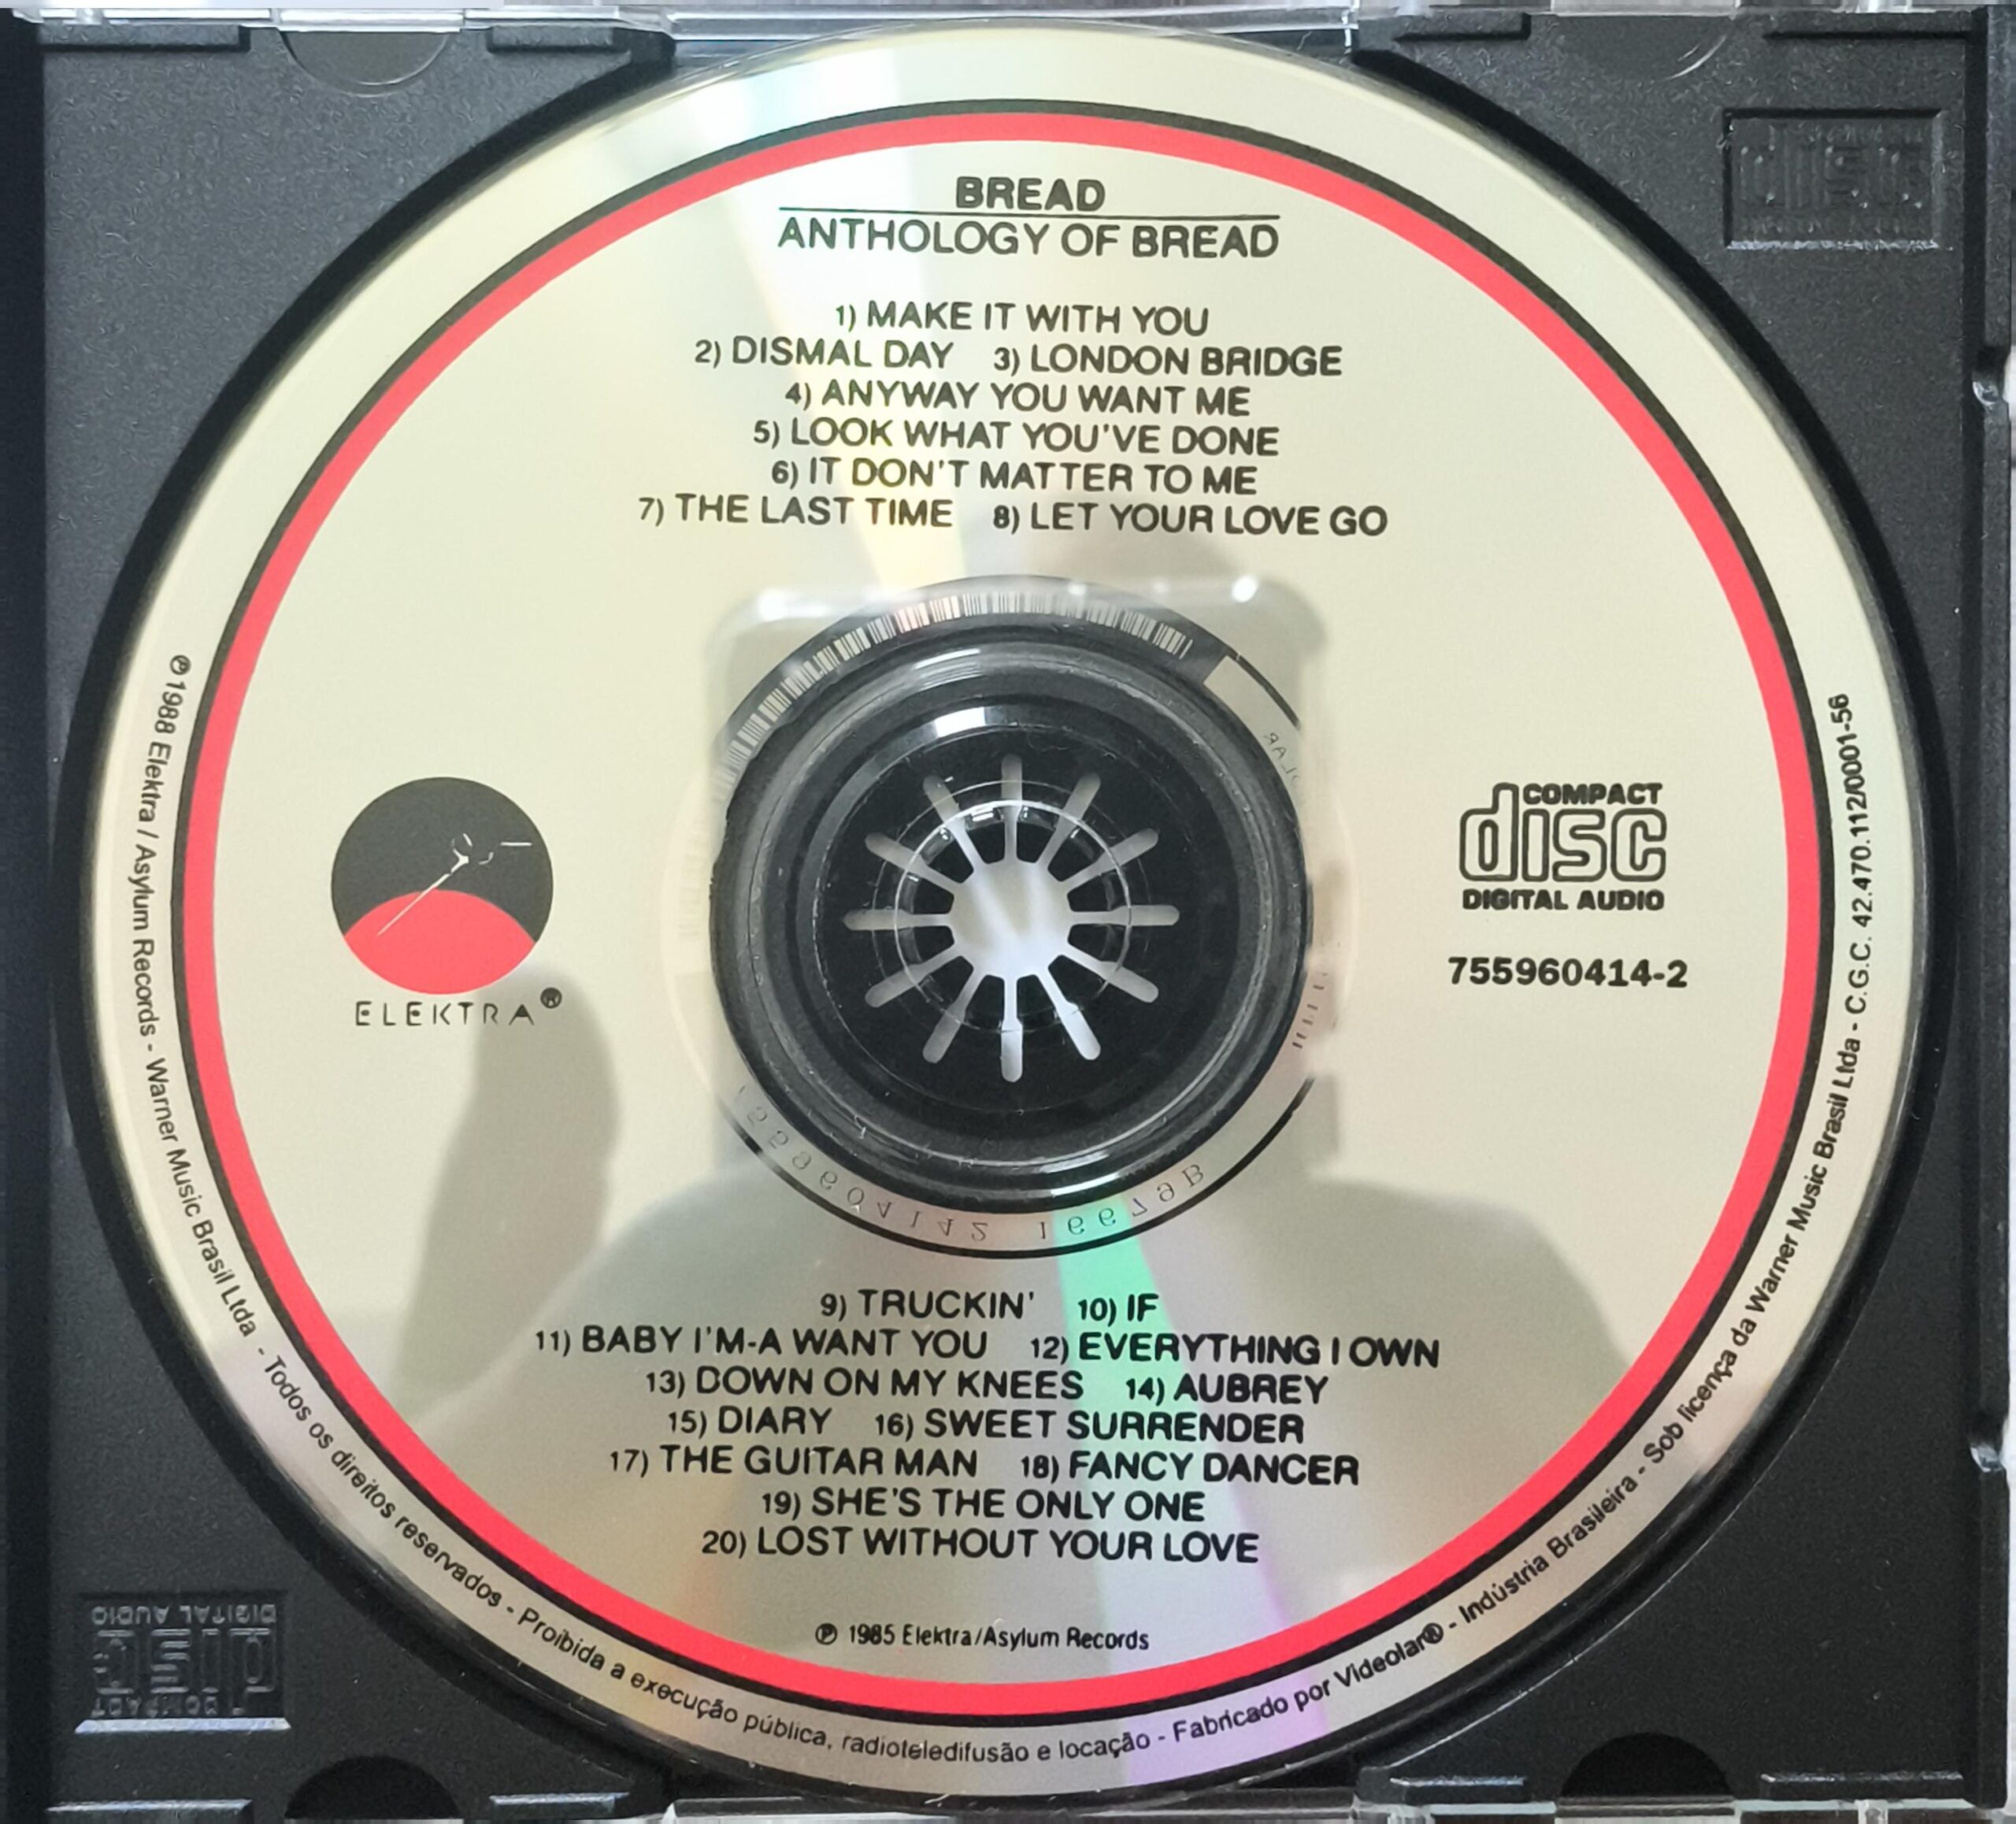 BREAD
ANTHOLOGY OF BREAD
1) MAKE IT WITH YOU
2) DISMAL DAY 3) LONDON BRIDGE
4) ANYWAY YOU WANT ME
5) LOOK WHAT YOU'VE DONE
6) IT DON'T MATTER TO ME
7) THE LAST TIME 8) LET YOUR LOVE GO
ELEKTRA®
COMPACT
disc
DIGITAL AUDIO
755960414-2
9) TRUCKIN' 10) IF
11) BABY I'M-A WANT YOU 12) EVERYTHING I OWN
13) DOWN ON MY KNEES 14) AUBREY
15) DIARY 16) SWEET SURRENDER
17) THE GUITAR MAN 18) FANCY DANCER
19) SHE'S THE ONLY ONE
20) LOST WITHOUT YOUR LOVE
℗ 1985 Elektra/Asylum Records
℗ 1988 Elektra / Asylum Records - Warner Music Brasil Ltda - Todos os direitos reservados - Proibida a execução pública, radioteledifusão e locação - Fabricado por Videolar® - Indústria Brasileira - Sob licença da Warner Music Brasil Ltda - C.G.C. 42.470.112/0001-56
7559604142 16679B
COMPACT
disc
DIGITAL AUDIO
disc